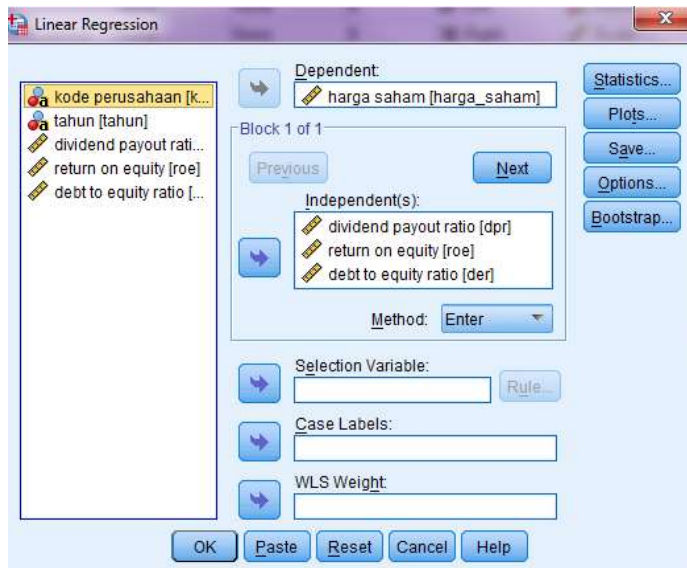 Linear Regression
kode perusahaan [k...
tahun [tahun]
dividend payout rati...
return on equity [roe]
debt to equity ratio [...
Dependent:
harga saham [harga_saham]
Block 1 of 1
Previous
Next
Independent(s):
dividend payout ratio [dpr]
return on equity [roe]
debt to equity ratio [der]
Method: Enter
Selection Variable:
Rule...
Case Labels:
WLS Weight:
Statistics...
Plots...
Save...
Options...
Bootstrap...
OK Paste Reset Cancel Help